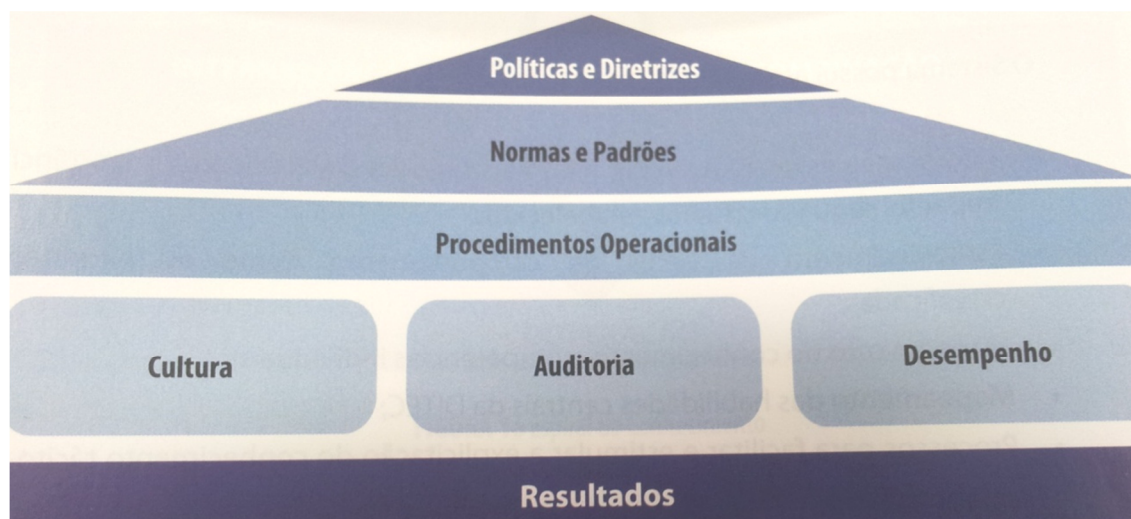 Políticas e Diretrizes
Normas e Padrões
Procedimentos Operacionais
Cultura
Auditoria
Desempenho
Resultados